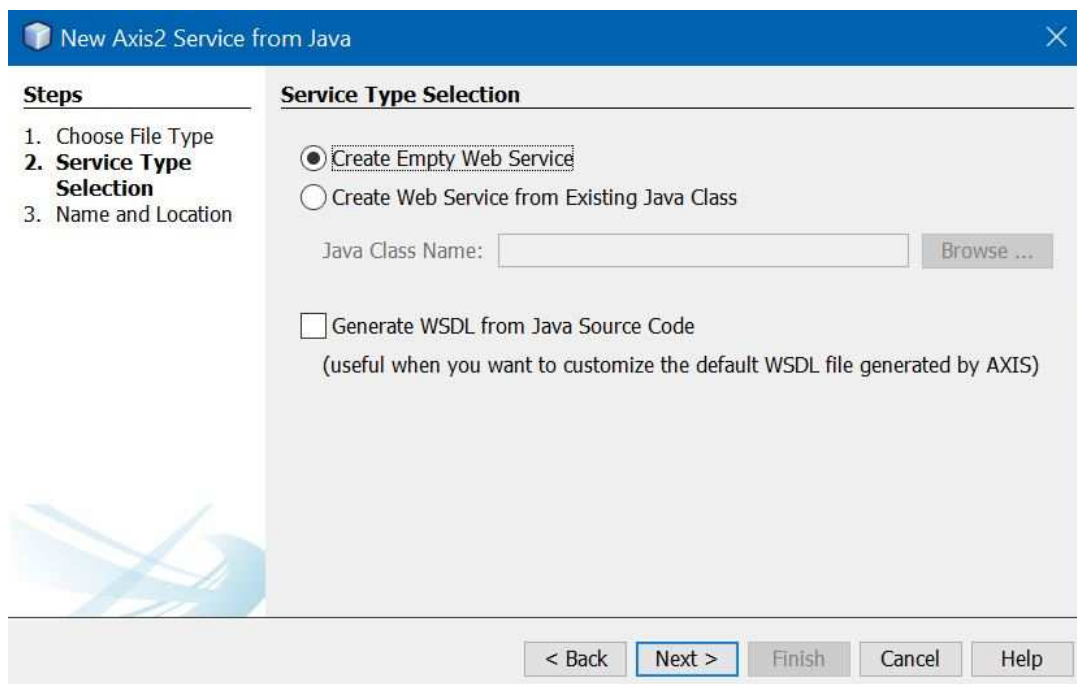 New Axis2 Service from Java
Steps
1. Choose File Type
2. Service Type
Selection
3. Name and Location
Service Type Selection
Create Empty Web Service
Create Web Service from Existing Java Class
Java Class Name:
Browse ...
Generate WSDL from Java Source Code
(useful when you want to customize the default WSDL file generated by AXIS)
< Back
Next >
Finish
Cancel
Help